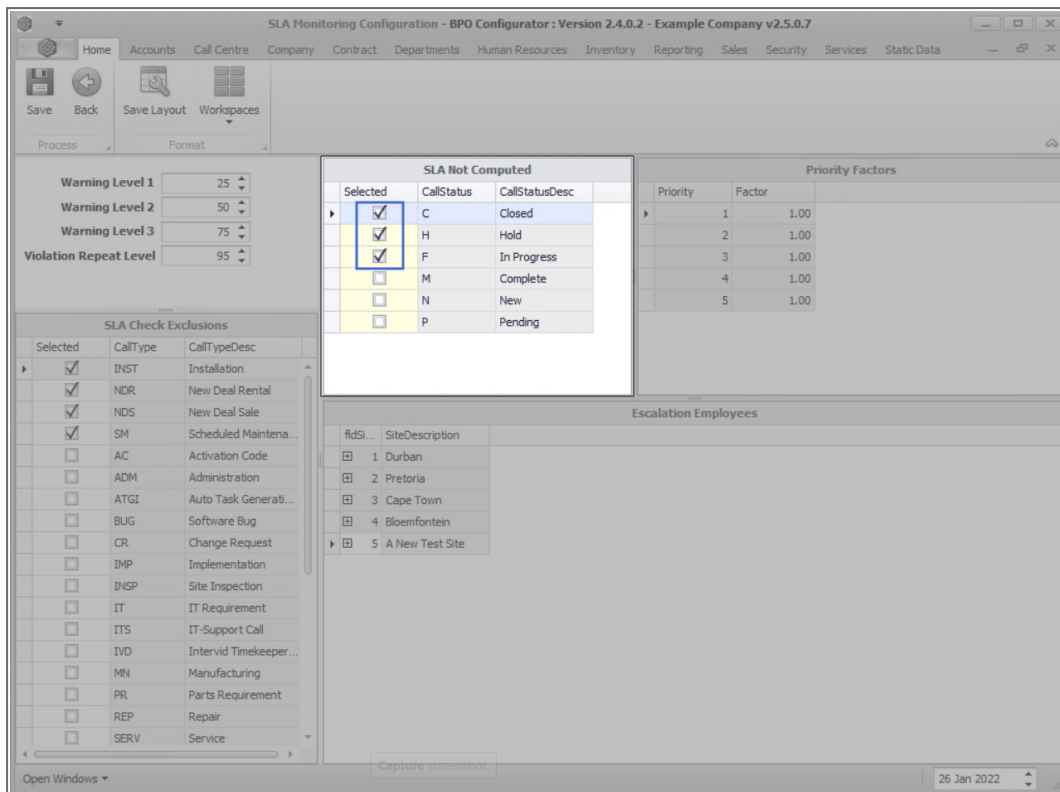 SLA Monitoring Configuration - BPO Configurator : Version 2.4.0.2 - Example Company v2.5.0.7
Home Accounts Call Centre Company Contract Departments Human Resources Inventory Reporting Sales Security Services Static Data
Save Back Save Layout Workspaces
Process Format
Warning Level 1 25
Warning Level 2 50
Warning Level 3 75
Violation Repeat Level 95
SLA Not Computed
Selected CallStatus CallStatusDesc
C Closed
H Hold
F In Progress
M Complete
N New
P Pending
Priority Factors
Priority Factor
1 1.00
2 1.00
3 1.00
4 1.00
5 1.00
SLA Check Exclusions
Selected CallType CallTypeDesc
INST Installation
NDR New Deal Rental
NDS New Deal Sale
SM Scheduled Maintena...
AC Activation Code
ADM Administration
ATGI Auto Task Generati...
BUG Software Bug
CR Change Request
IMP Implementation
INSP Site Inspection
IT IT Requirement
ITS IT-Support Call
IVD Intervid Timekeeper...
MN Manufacturing
PR Parts Requirement
REP Repair
SERV Service
Escalation Employees
fldSi... SiteDescription
1 Durban
2 Pretoria
3 Cape Town
4 Bloemfontein
5 A New Test Site
Capture screenshot.
Open Windows 26 Jan 2022